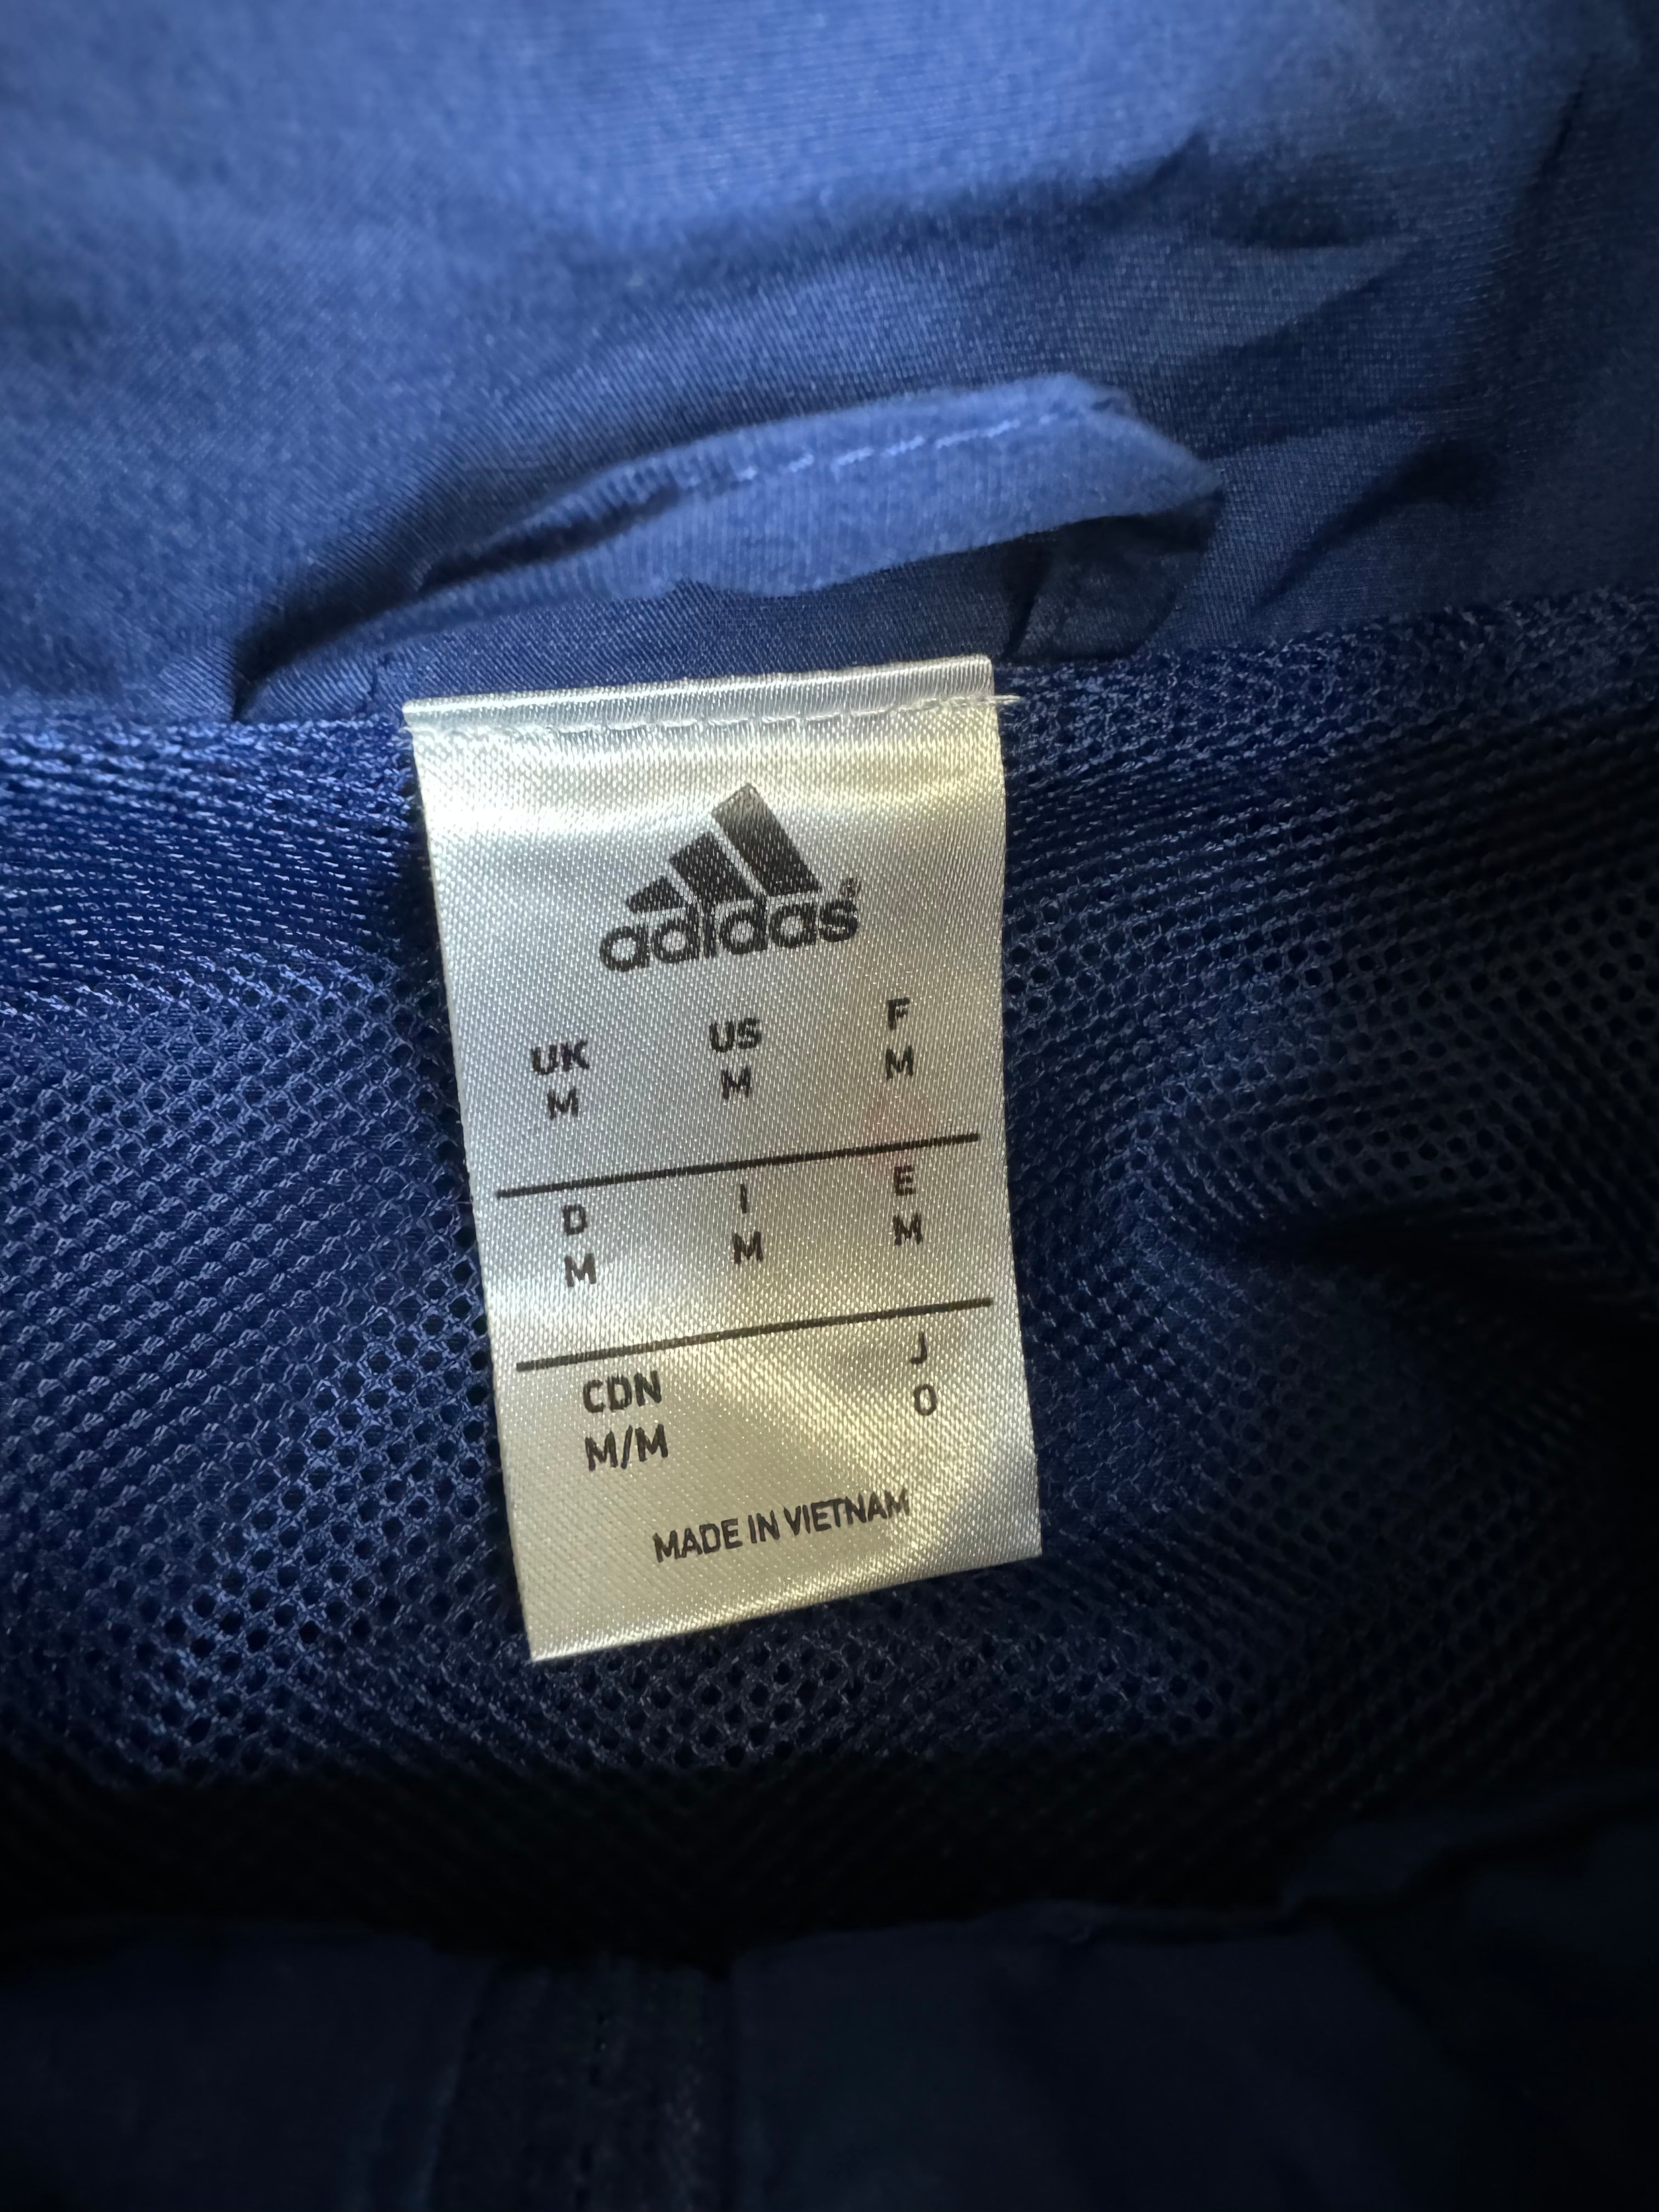 adidas®
UK US F
M M M
D I E
M M M
CDN J
M/M O
MADE IN VIETNAM